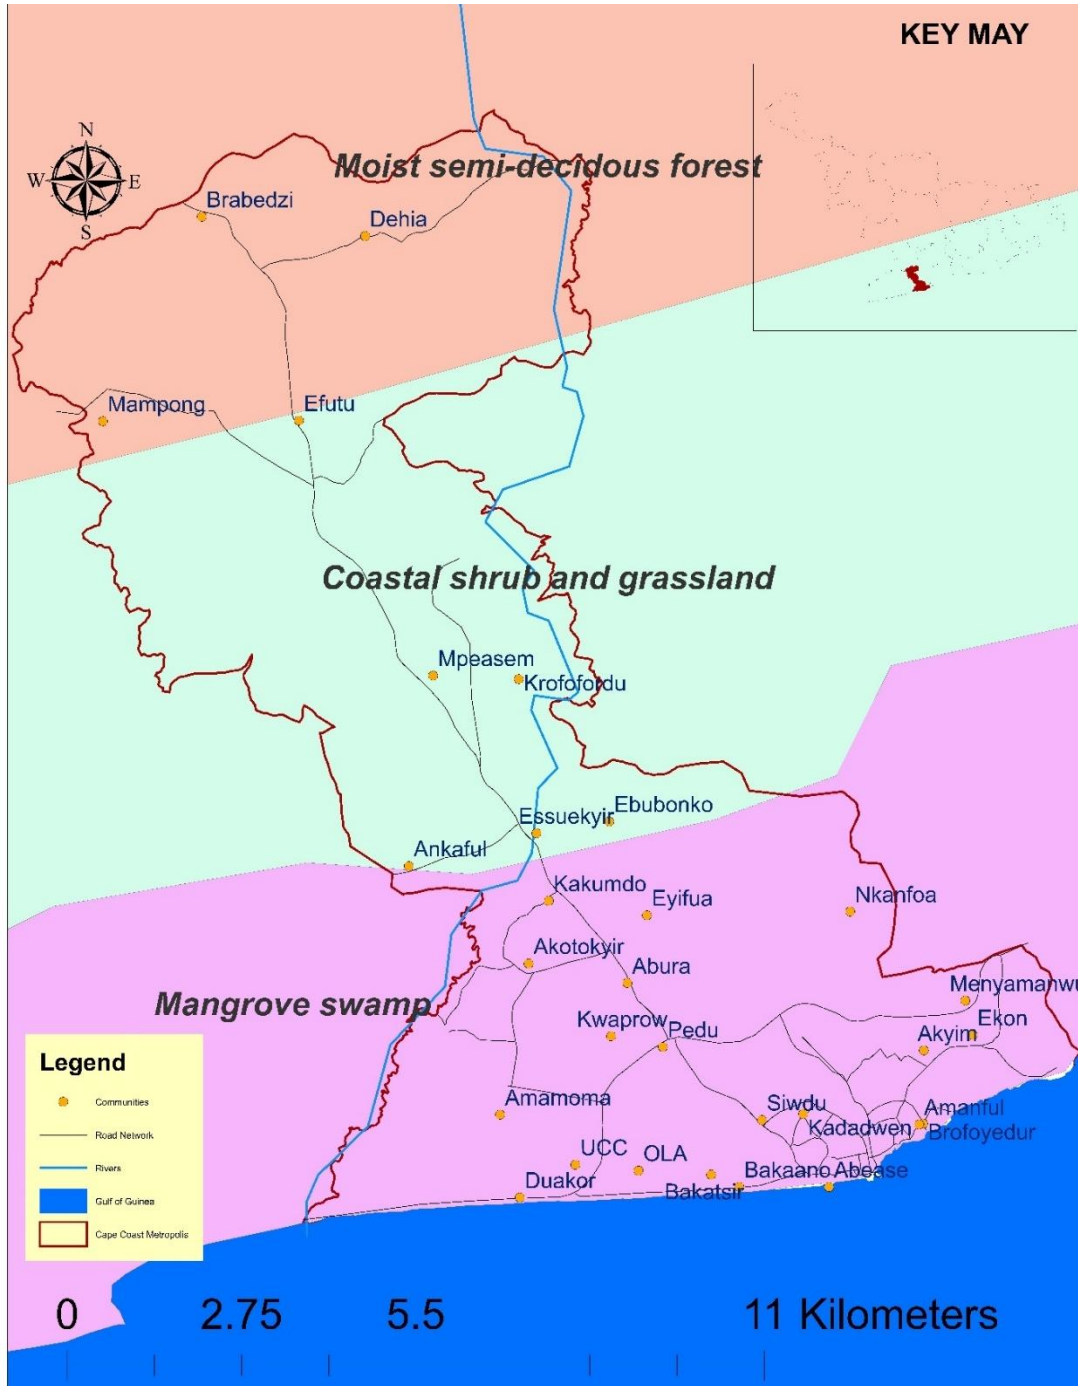 KEY MAY
N
W E
S
Moist semi-decidous forest
Brabedzi
Dehia
Mampong
Efutu
Coastal shrub and grassland
Mpeasem
Krofofordu
Ebubonko
Essuekyir
Ankaful
Kakumdo
Eyifua
Nkanfoa
Akotokyir
Abura
Menyamanwu
Mangrove swamp
Kwaprow
Pedu
Ekon
Akyim
Amamoma
Siwdu
Kadadwen
Amanful
Brofoyedur
UCC
OLA
Duakor
Bakatsir
Bakaano
Abease
Legend
Communities
Road Network
Rivers
Gulf of Guinea
Cape Coast Metropolis
0 2.75 5.5 11 Kilometers